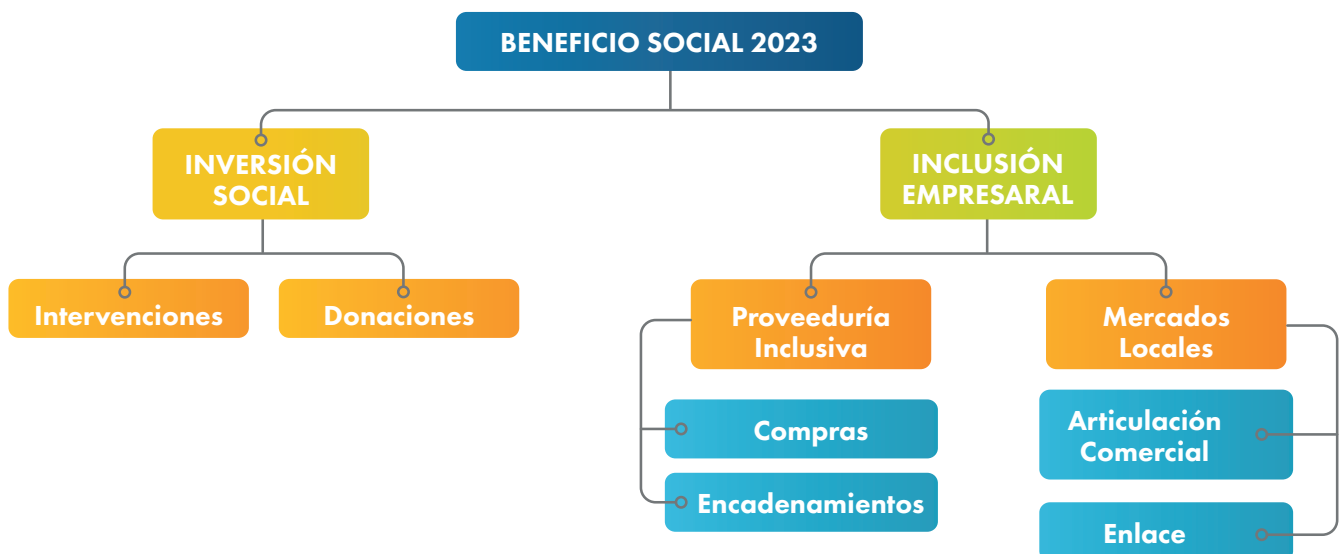 BENEFICIO SOCIAL 2023
INVERSIÓN
SOCIAL
INCLUSIÓN
EMPRESARAL
Intervenciones
Donaciones
Proveeduría
Inclusiva
Mercados
Locales
Compras
Articulación
Comercial
Encadenamientos
Enlace